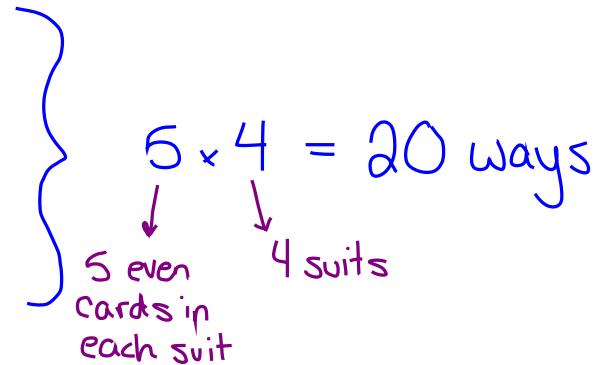 5 × 4 = 20 ways
5 even
cards in
each suit
4 suits